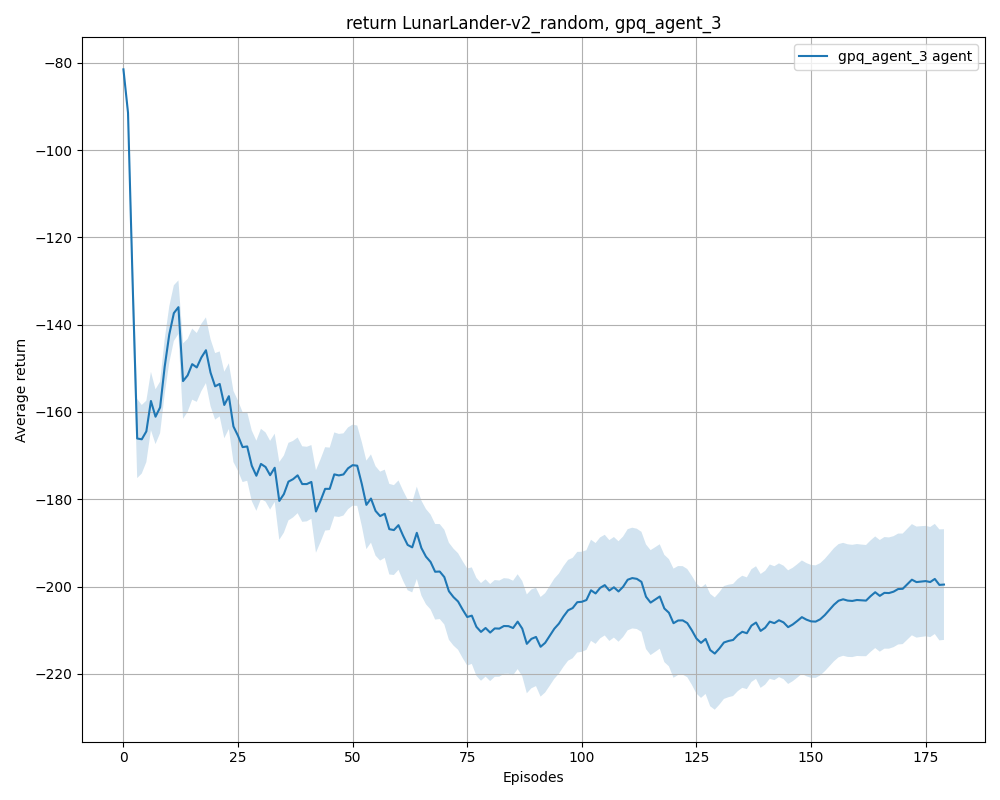 return LunarLander-v2_random, gpq_agent_3
gpq_agent_3 agent
Average return
−80
−100
−120
−140
−160
−180
−200
−220
0 25 50 75 100 125 150 175
Episodes